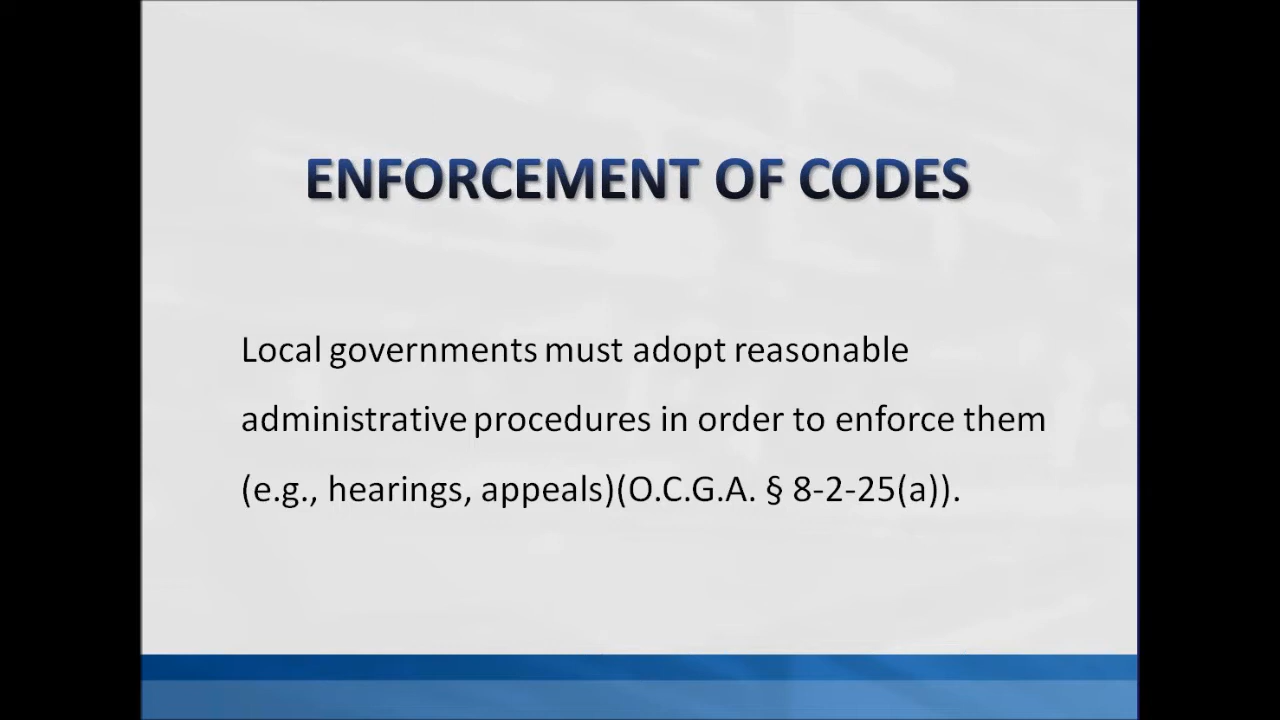 ENFORCEMENT OF CODES
Local governments must adopt reasonable
administrative procedures in order to enforce them
(e.g., hearings, appeals)(O.C.G.A. § 8-2-25(a)).